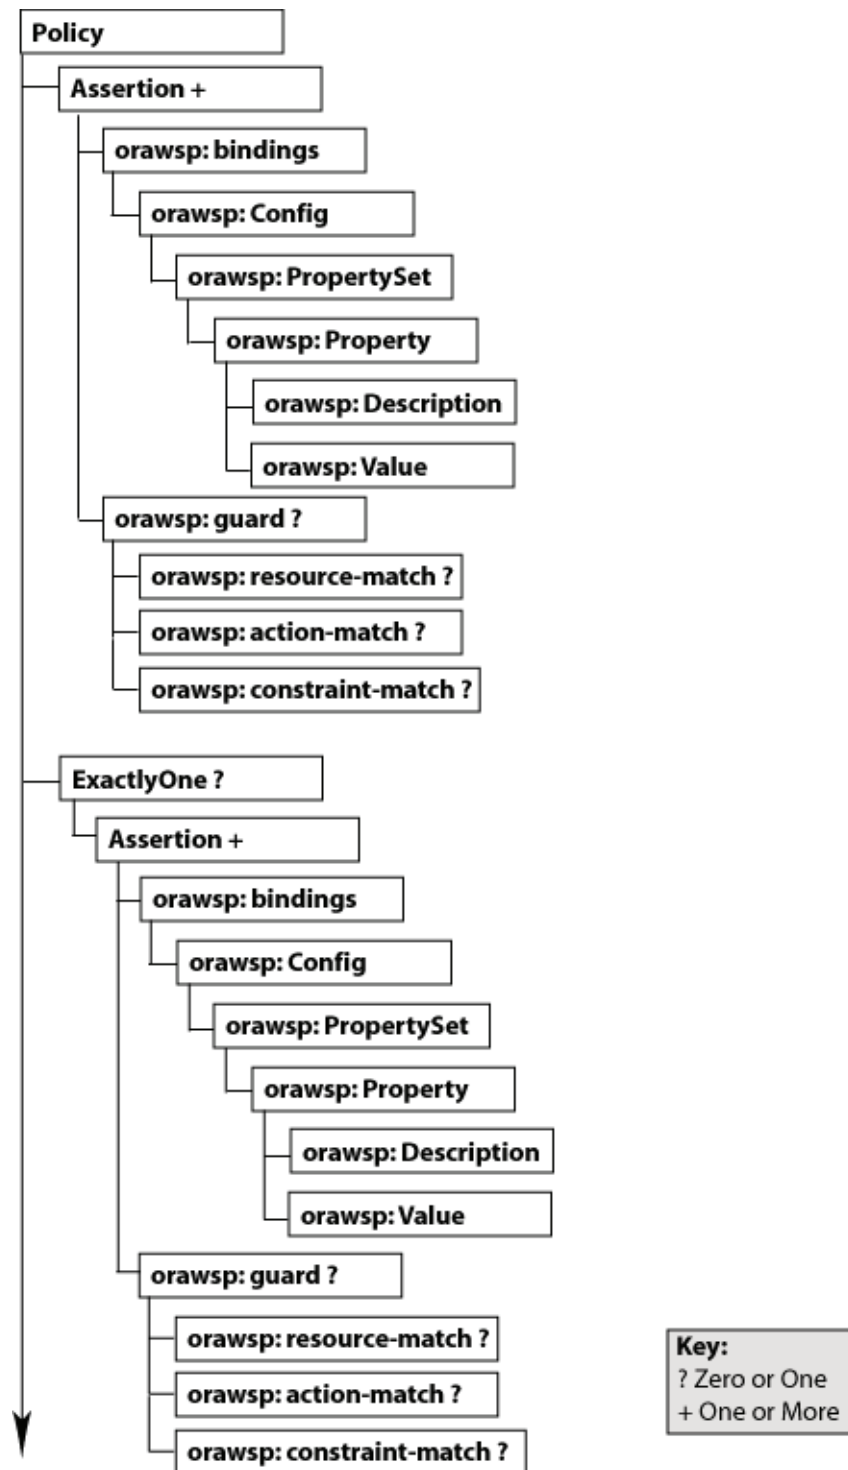 Policy
Assertion +
orawsp: bindings
orawsp: Config
orawsp: PropertySet
orawsp: Property
orawsp: Description
orawsp: Value
orawsp: guard ?
orawsp: resource-match ?
orawsp: action-match ?
orawsp: constraint-match ?
ExactlyOne ?
Assertion +
orawsp: bindings
orawsp: Config
orawsp: PropertySet
orawsp: Property
orawsp: Description
orawsp: Value
orawsp: guard ?
orawsp: resource-match ?
orawsp: action-match ?
orawsp: constraint-match ?
Key:
? Zero or One
+ One or More